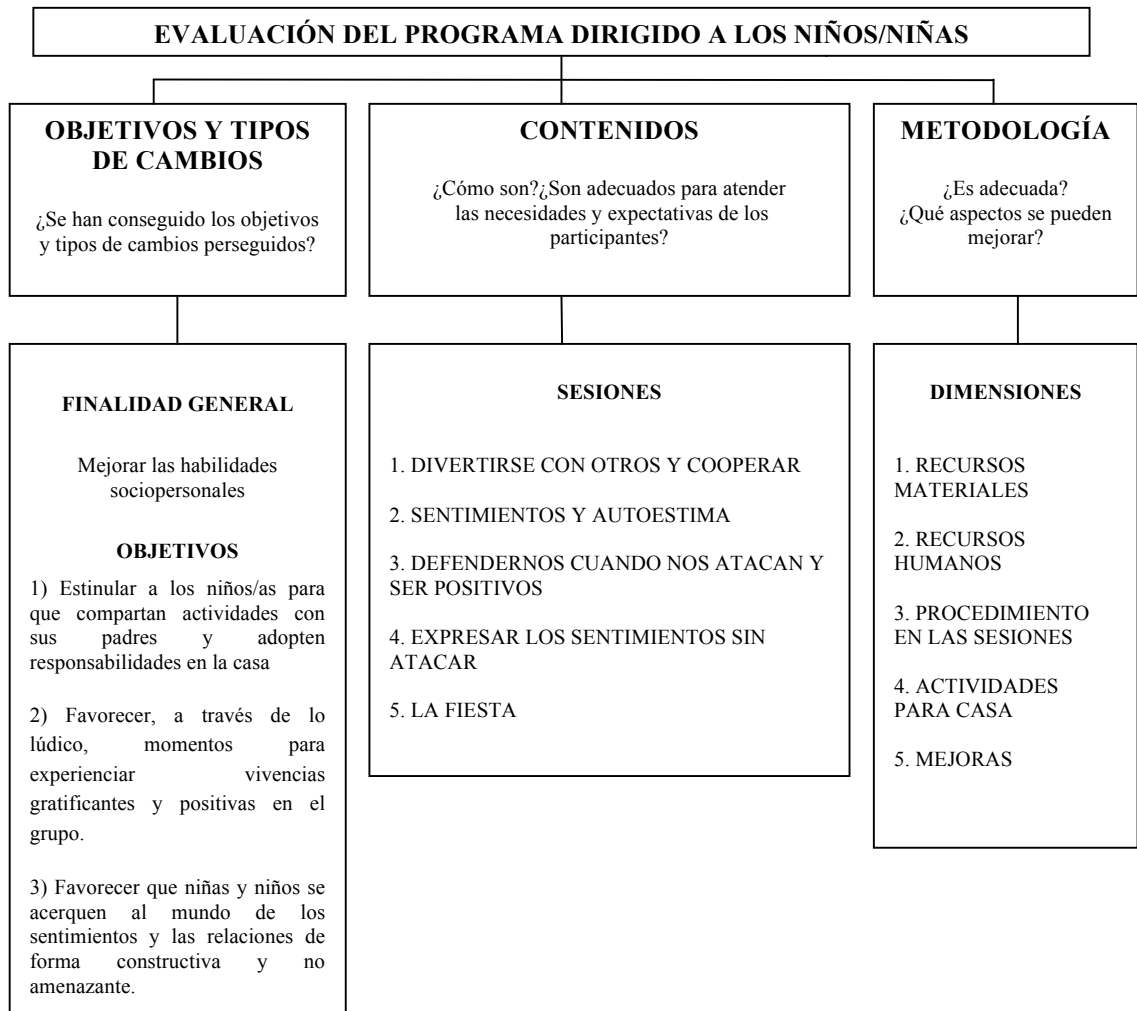 EVALUACIÓN DEL PROGRAMA DIRIGIDO A LOS NIÑOS/NIÑAS
OBJETIVOS Y TIPOS
DE CAMBIOS
¿Se han conseguido los objetivos
y tipos de cambios perseguidos?
CONTENIDOS
¿Cómo son?¿Son adecuados para atender
las necesidades y expectativas de los
participantes?
METODOLOGÍA
¿Es adecuada?
¿Qué aspectos se pueden
mejorar?
FINALIDAD GENERAL
Mejorar las habilidades
sociopersonales
OBJETIVOS
1) Estinular a los niños/as para
que compartan actividades con
sus padres y adopten
responsabilidades en la casa
2) Favorecer, a través de lo
lúdico, momentos para
experienciar vivencias
gratificantes y positivas en el
grupo.
3) Favorecer que niñas y niños se
acerquen al mundo de los
sentimientos y las relaciones de
forma constructiva y no
amenazante.
SESIONES
1. DIVERTIRSE CON OTROS Y COOPERAR
2. SENTIMIENTOS Y AUTOESTIMA
3. DEFENDERNOS CUANDO NOS ATACAN Y
SER POSITIVOS
4. EXPRESAR LOS SENTIMIENTOS SIN
ATACAR
5. LA FIESTA
DIMENSIONES
1. RECURSOS
MATERIALES
2. RECURSOS
HUMANOS
3. PROCEDIMIENTO
EN LAS SESIONES
4. ACTIVIDADES
PARA CASA
5. MEJORAS